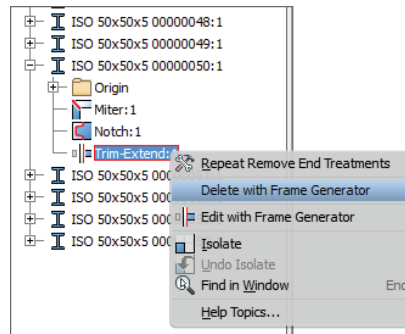 ISO 50x50x5 00000048:1
ISO 50x50x5 00000049:1
ISO 50x50x5 00000050:1
Origin
Miter:1
Notch:1
Trim-Extend:
Repeat Remove End Treatments
ISO 50x50x5 000
Delete with Frame Generator
ISO 50x50x5 000
Edit with Frame Generator
ISO 50x50x5 000
Isolate
ISO 50x50x5 000
Undo Isolate
Find in Window
Help Topics...